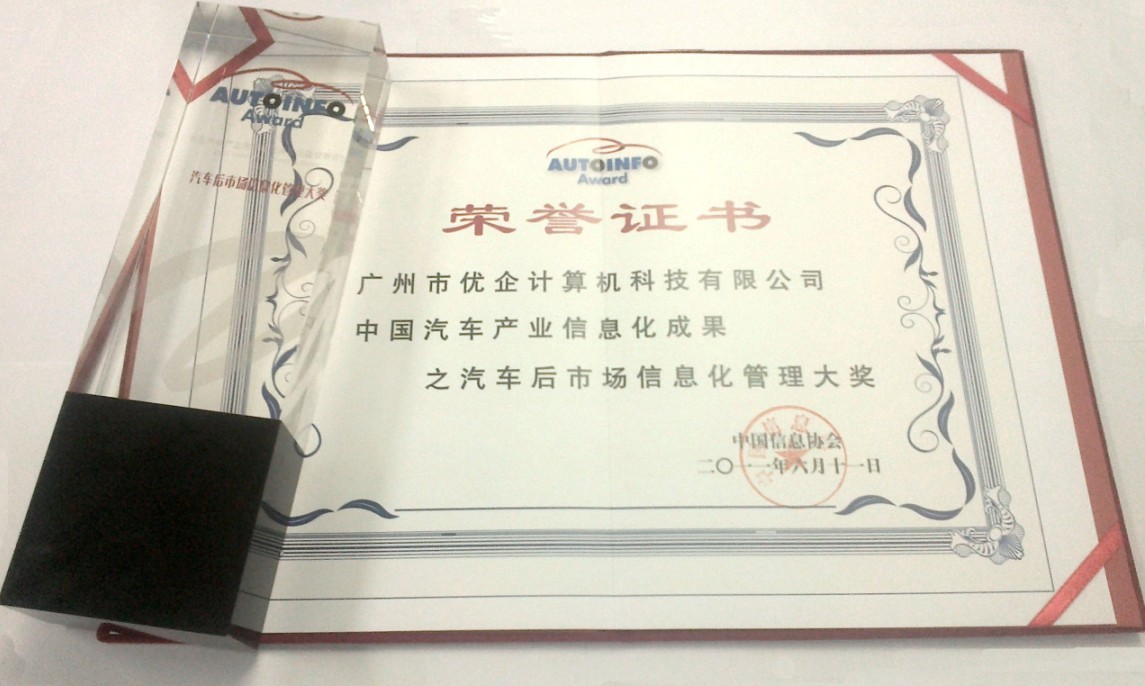 AUTOINFO
Award
汽车后市场信息化管理大奖
AUTOINFO
Award
荣誉证书
广州市优企计算机科技有限公司
中国汽车产业信息化成果
之汽车后市场信息化管理大奖
中国信息协会
二〇一一年六月十一日